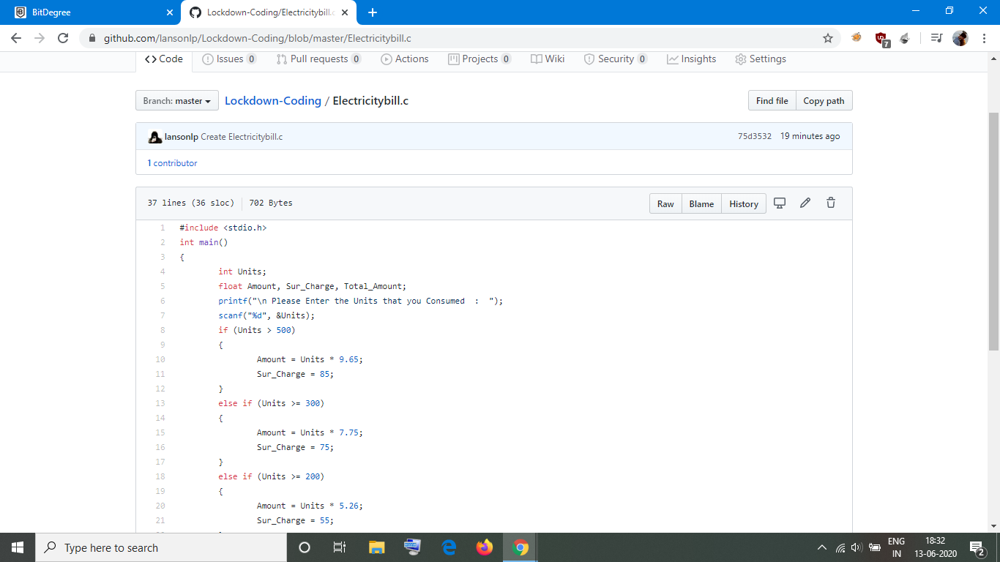 BitDegree
Lockdown-Coding/Electricitybill.c
github.com/lansonlp/Lockdown-Coding/blob/master/Electricitybill.c
7
Code Issues 0 Pull requests 0 Actions Projects 0 Wiki Security 0 Insights Settings
Branch: master Lockdown-Coding / Electricitybill.c Find file Copy path
lansonlp Create Electricitybill.c 75d3532 19 minutes ago
1 contributor
37 lines (36 sloc) 702 Bytes Raw Blame History
1 #include <stdio.h>
2 int main()
3 {
4 int Units;
5 float Amount, Sur_Charge, Total_Amount;
6 printf("\n Please Enter the Units that you Consumed  :  ");
7 scanf("%d", &Units);
8 if (Units > 500)
9 {
10 Amount = Units * 9.65;
11 Sur_Charge = 85;
12 }
13 else if (Units >= 300)
14 {
15 Amount = Units * 7.75;
16 Sur_Charge = 75;
17 }
18 else if (Units >= 200)
19 {
20 Amount = Units * 5.26;
21 Sur_Charge = 55;
Type here to search
ENG
IN
18:32
13-06-2020
2